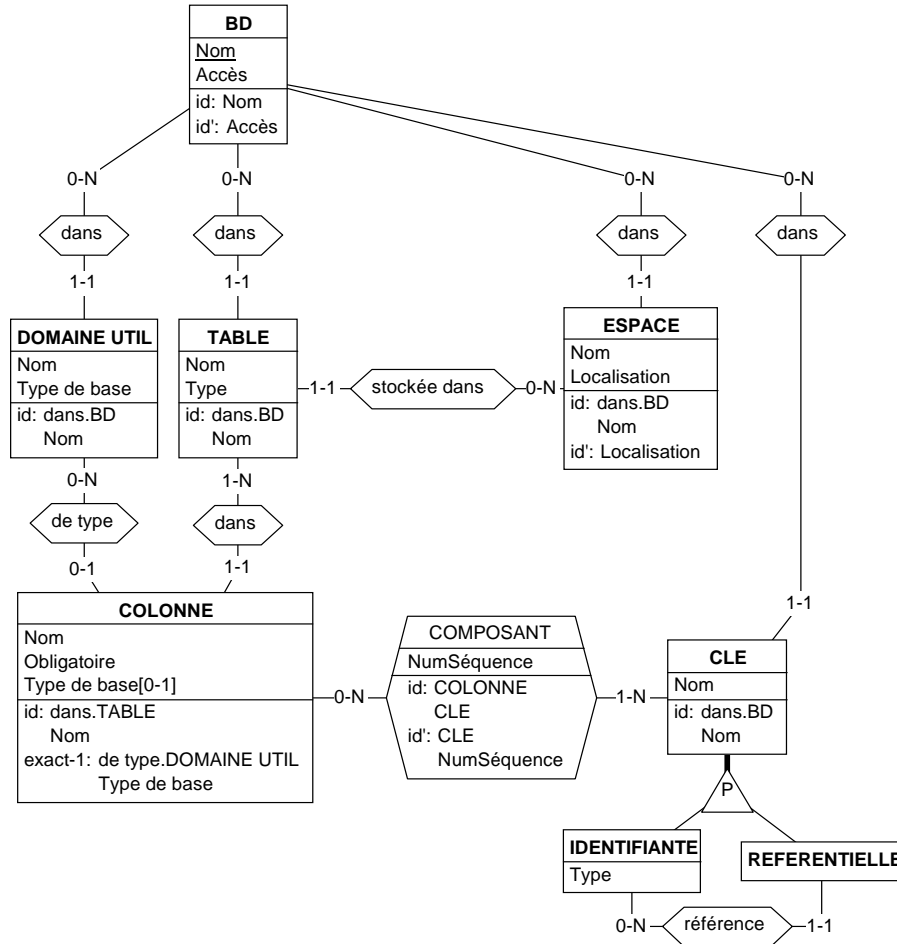 BD
Nom
Accès
id: Nom
id': Accès
0-N
0-N
0-N
0-N
dans
dans
dans
dans
1-1
1-1
1-1
DOMAINE UTIL
Nom
Type de base
id: dans.BD
Nom
TABLE
Nom
Type
id: dans.BD
Nom
1-1
stockée dans
0-N
ESPACE
Nom
Localisation
id: dans.BD
Nom
id': Localisation
0-N
1-N
de type
dans
0-1
1-1
1-1
COLONNE
Nom
Obligatoire
Type de base[0-1]
id: dans.TABLE
Nom
exact-1: de type.DOMAINE UTIL
Type de base
0-N
COMPOSANT
NumSéquence
id: COLONNE
CLE
id': CLE
NumSéquence
1-N
CLE
Nom
id: dans.BD
Nom
P
IDENTIFIANTE
Type
REFERENTIELLE
0-N
référence
1-1